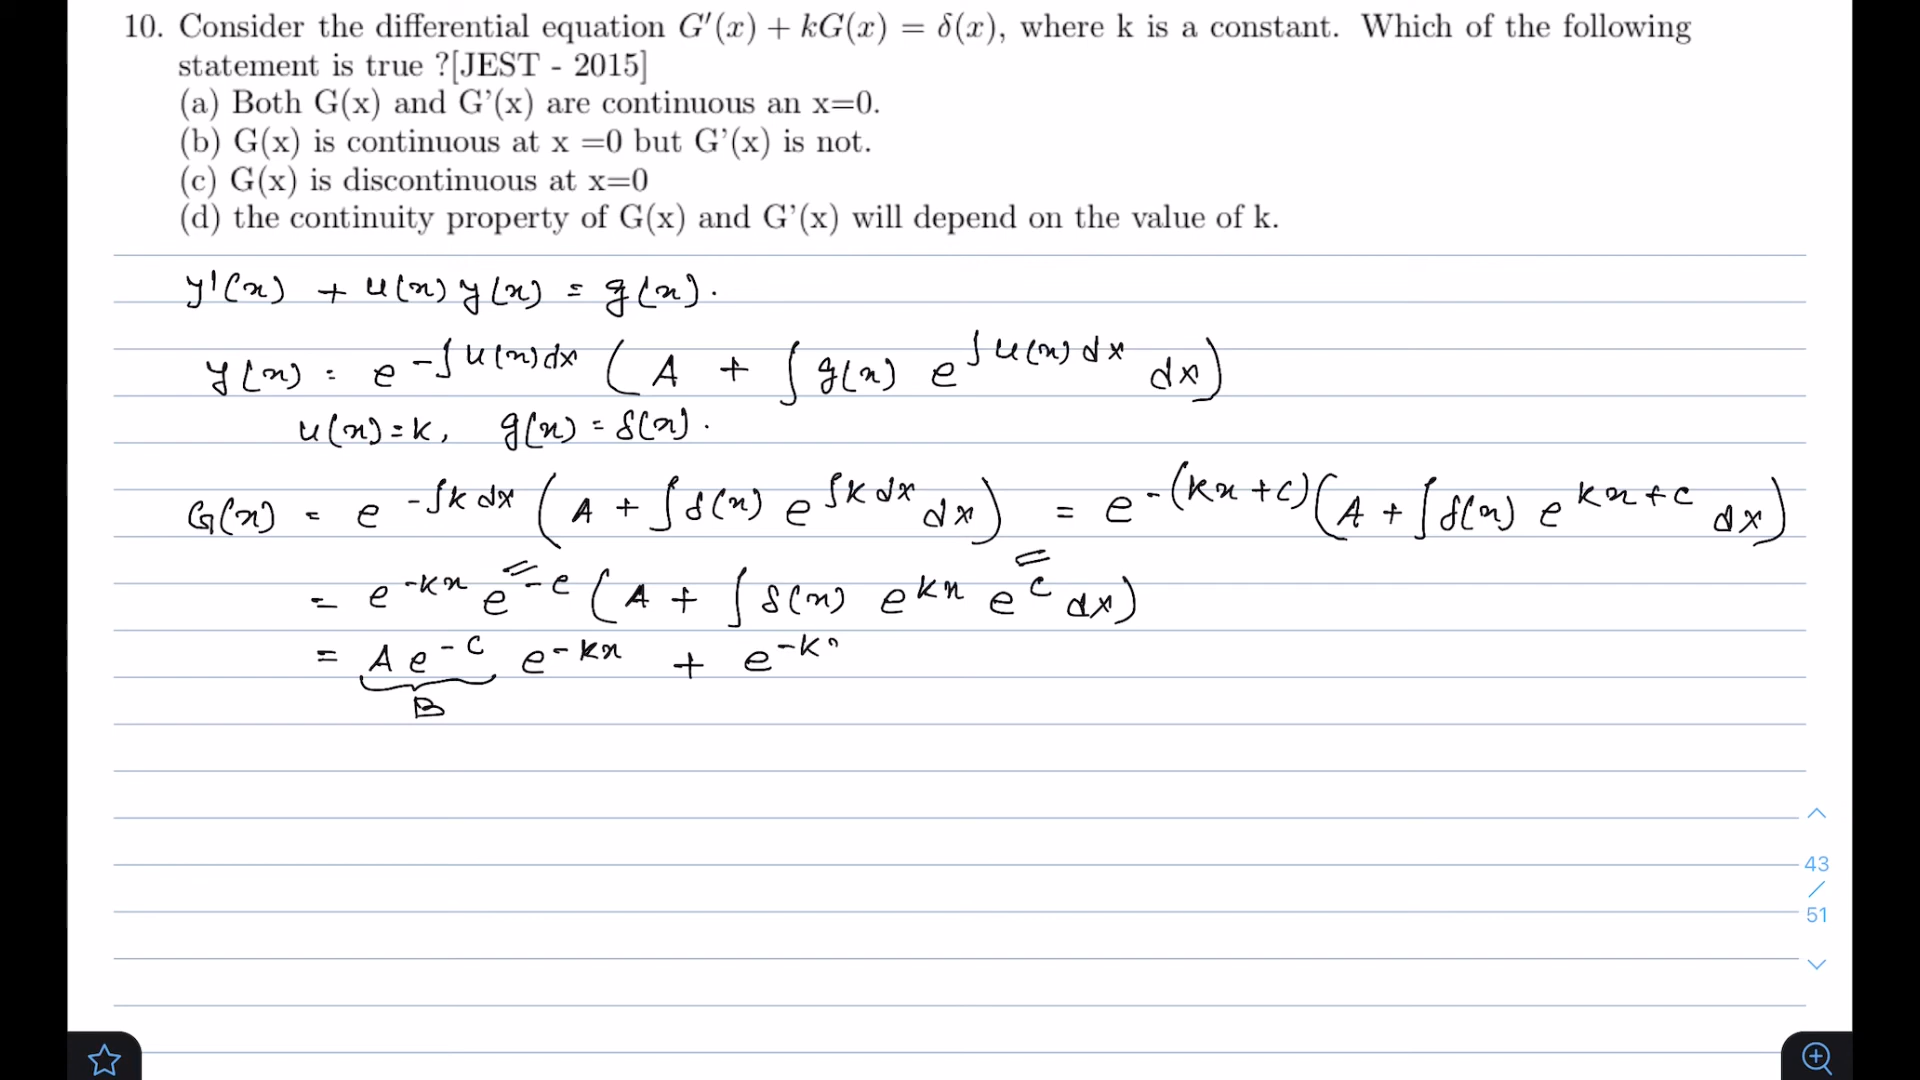 10. Consider the differential equation G′(x) + kG(x) = δ(x), where k is a constant. Which of the following
statement is true ?[JEST - 2015]
(a) Both G(x) and G'(x) are continuous an x=0.
(b) G(x) is continuous at x =0 but G'(x) is not.
(c) G(x) is discontinuous at x=0
(d) the continuity property of G(x) and G'(x) will depend on the value of k.
y'(x) + u(x) y(x) = g(x).
y(x) = e^{-∫u(x)dx} ( A + ∫ g(x) e^{∫u(x)dx} dx )
u(x) = k, g(x) = δ(x).
G(x) = e^{-∫k dx} ( A + ∫ δ(x) e^{∫k dx} dx ) = e^{-(kx+c)} ( A + ∫ δ(x) e^{kx+c} dx )
= e^{-kx} e^{-c} ( A + ∫ δ(x) e^{kx} e^{c} dx )
= A e^{-c} e^{-kx} + e^{-k
B
43
/
51